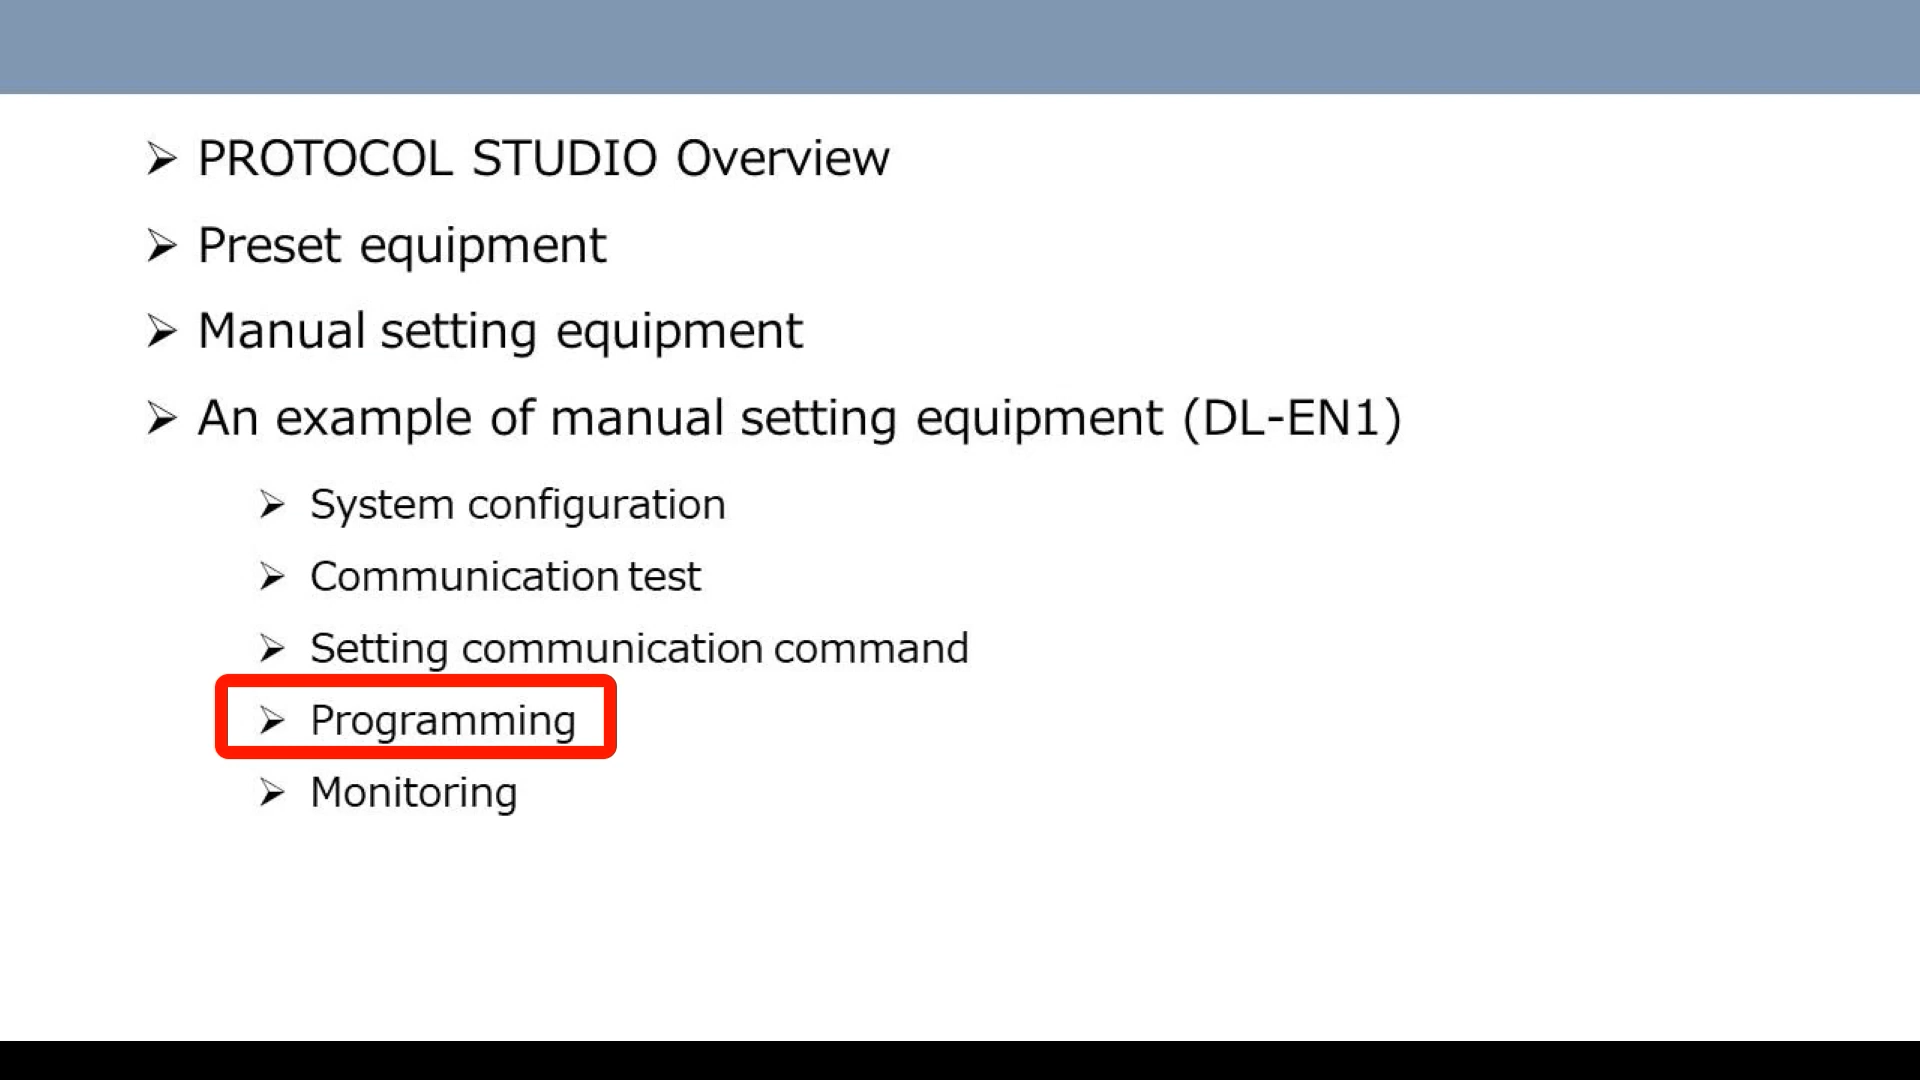 PROTOCOL STUDIO Overview
Preset equipment
Manual setting equipment
An example of manual setting equipment (DL-EN1)
System configuration
Communication test
Setting communication command
Programming
Monitoring